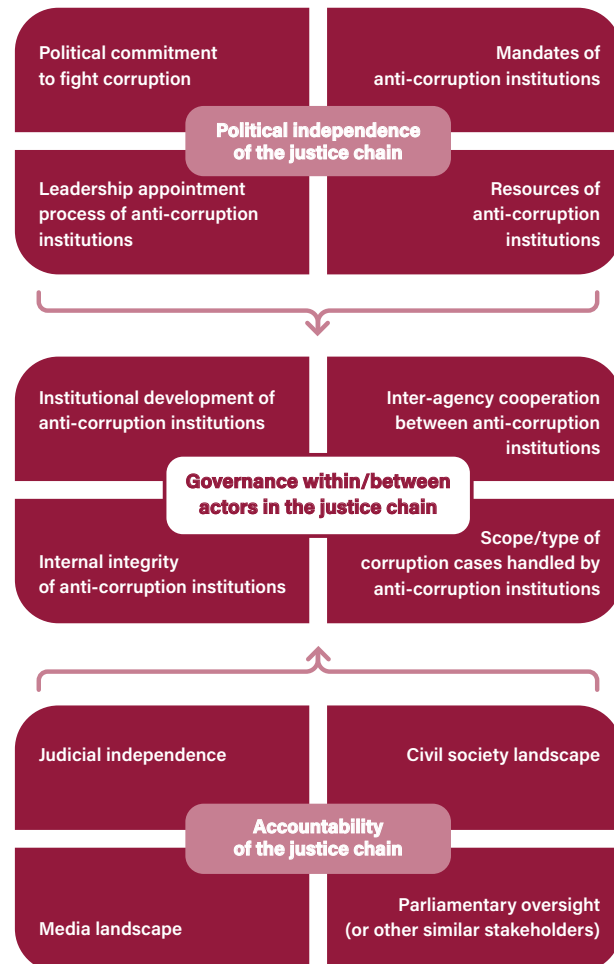 Political commitment
to fight corruption
Mandates of
anti-corruption institutions
Political independence
of the justice chain
Leadership appointment
process of anti-corruption
institutions
Resources of
anti-corruption
institutions
Institutional development of
anti-corruption institutions
Inter-agency cooperation
between anti-corruption
institutions
Governance within/between
actors in the justice chain
Internal integrity
of anti-corruption institutions
Scope/type of
corruption cases handled by
anti-corruption institutions
Judicial independence
Civil society landscape
Accountability
of the justice chain
Media landscape
Parliamentary oversight
(or other similar stakeholders)